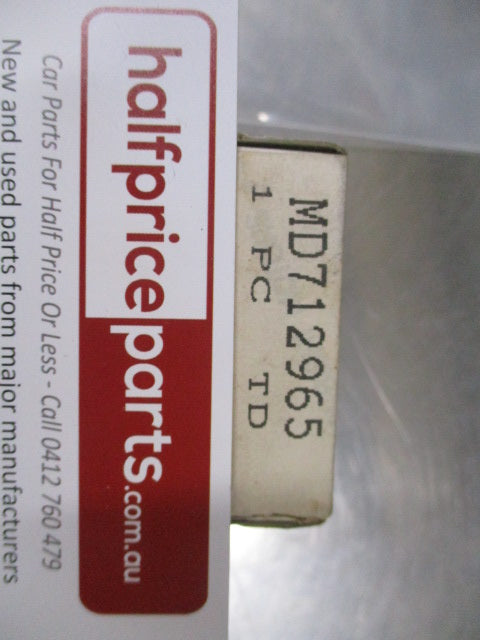 halfpriceparts.com.au
Car Parts For Half Price Or Less - Call 0412 760 479
New and used parts from major manufacturers
MD712965
1 PC TD